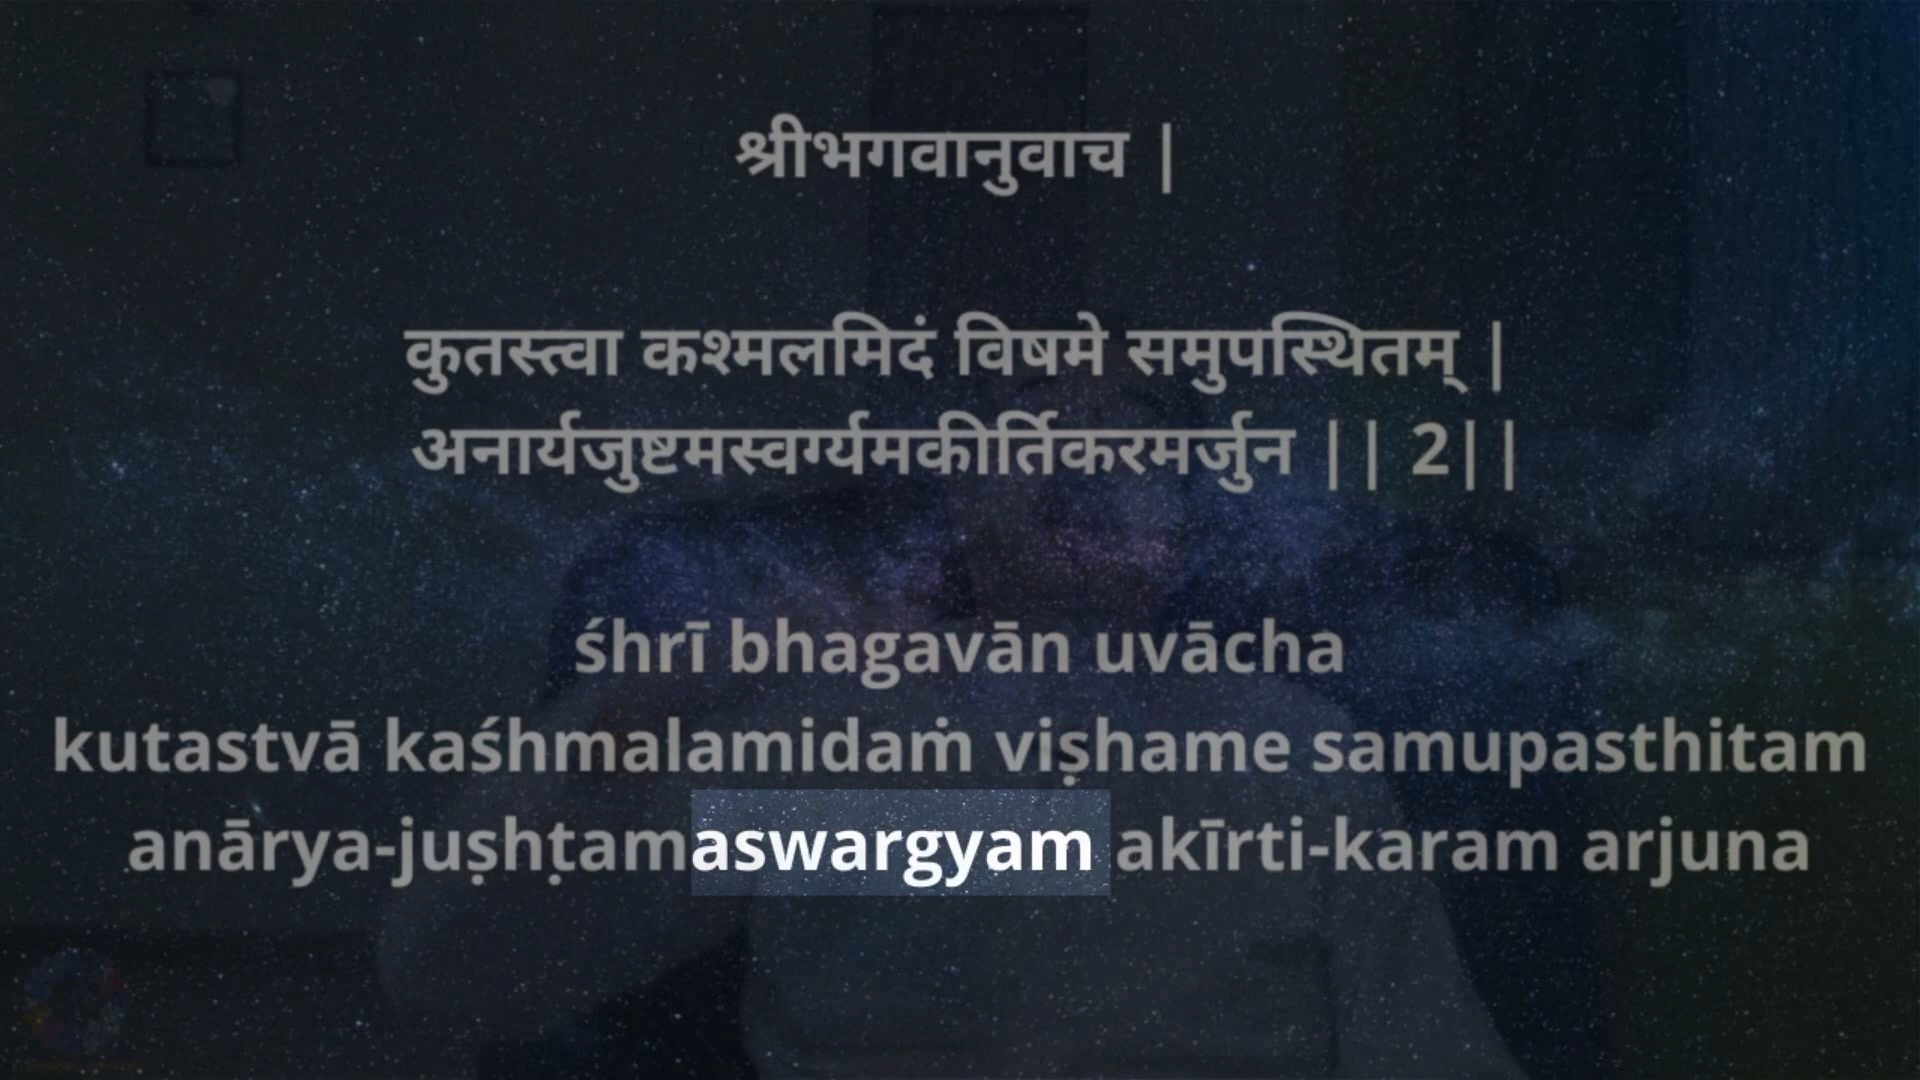 श्रीभगवानुवाच |
कुतस्त्वा कश्मलमिदं विषमे समुपस्थितम् |
अनार्यजुष्टमस्वर्ग्यमकीर्तिकरमर्जुन || 2||
śhrī bhagavān uvācha
kutastvā kaśhmalamidaṁ viṣhame samupasthitam
anārya-juṣhṭamaswargyam akīrti-karam arjuna